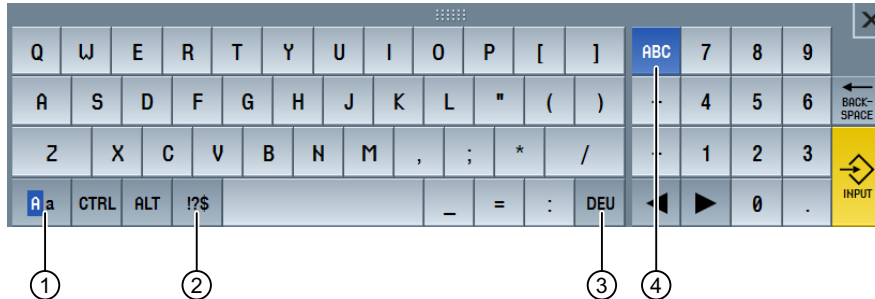 Q W E R T Y U I O P [ ] ABC 7 8 9
A S D F G H J K L " ( ) 4 5 6 BACK-
SPACE
Z X C V B N M , ; * / 1 2 3
A a CTRL ALT !?$ _ = : DEU ◀ ▶ 0 . INPUT
1 2 3 4